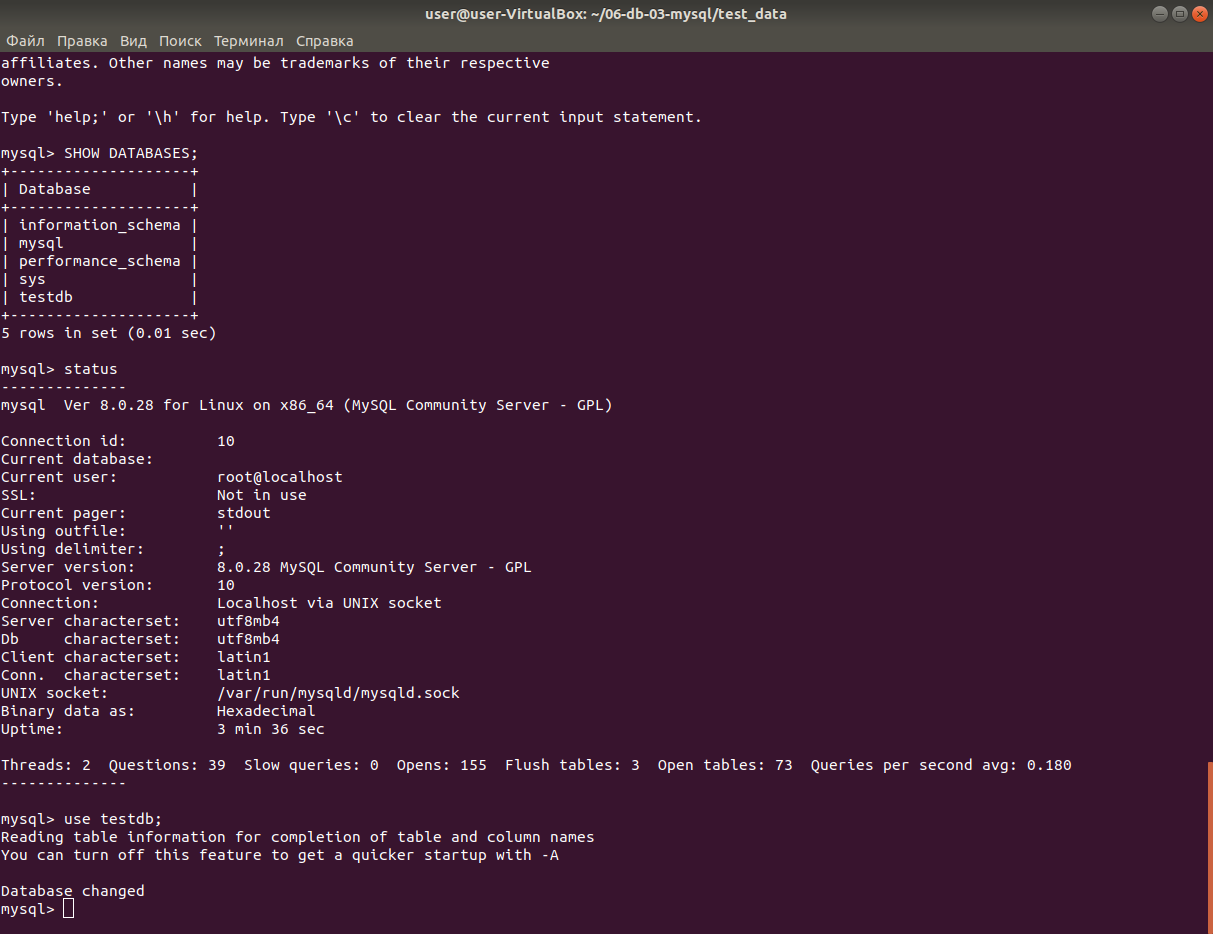 user@user-VirtualBox: ~/06-db-03-mysql/test_data
Файл Правка Вид Поиск Терминал Справка
affiliates. Other names may be trademarks of their respective
owners.

Type 'help;' or '\h' for help. Type '\c' to clear the current input statement.

mysql> SHOW DATABASES;
+--------------------+
| Database           |
+--------------------+
| information_schema |
| mysql              |
| performance_schema |
| sys                |
| testdb             |
+--------------------+
5 rows in set (0.01 sec)

mysql> status
--------------
mysql  Ver 8.0.28 for Linux on x86_64 (MySQL Community Server - GPL)

Connection id:          10
Current database:
Current user:           root@localhost
SSL:                    Not in use
Current pager:          stdout
Using outfile:          ''
Using delimiter:        ;
Server version:         8.0.28 MySQL Community Server - GPL
Protocol version:       10
Connection:             Localhost via UNIX socket
Server characterset:    utf8mb4
Db     characterset:    utf8mb4
Client characterset:    latin1
Conn.  characterset:    latin1
UNIX socket:            /var/run/mysqld/mysqld.sock
Binary data as:         Hexadecimal
Uptime:                 3 min 36 sec

Threads: 2  Questions: 39  Slow queries: 0  Opens: 155  Flush tables: 3  Open tables: 73  Queries per second avg: 0.180
--------------

mysql> use testdb;
Reading table information for completion of table and column names
You can turn off this feature to get a quicker startup with -A

Database changed
mysql>